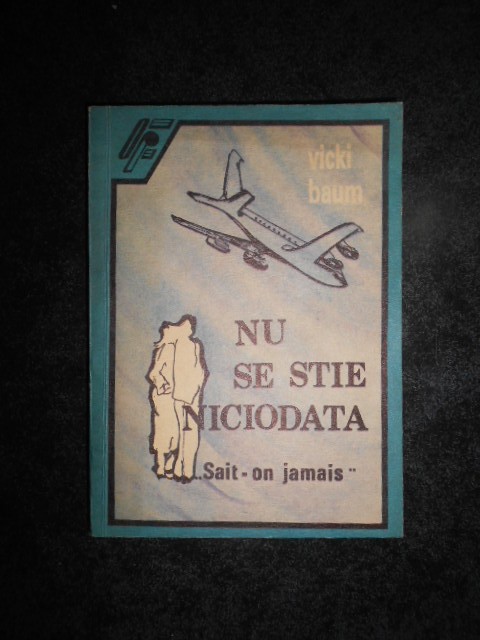 vicki
baum
NU
SE STIE
NICIODATA
„Sait-on jamais"